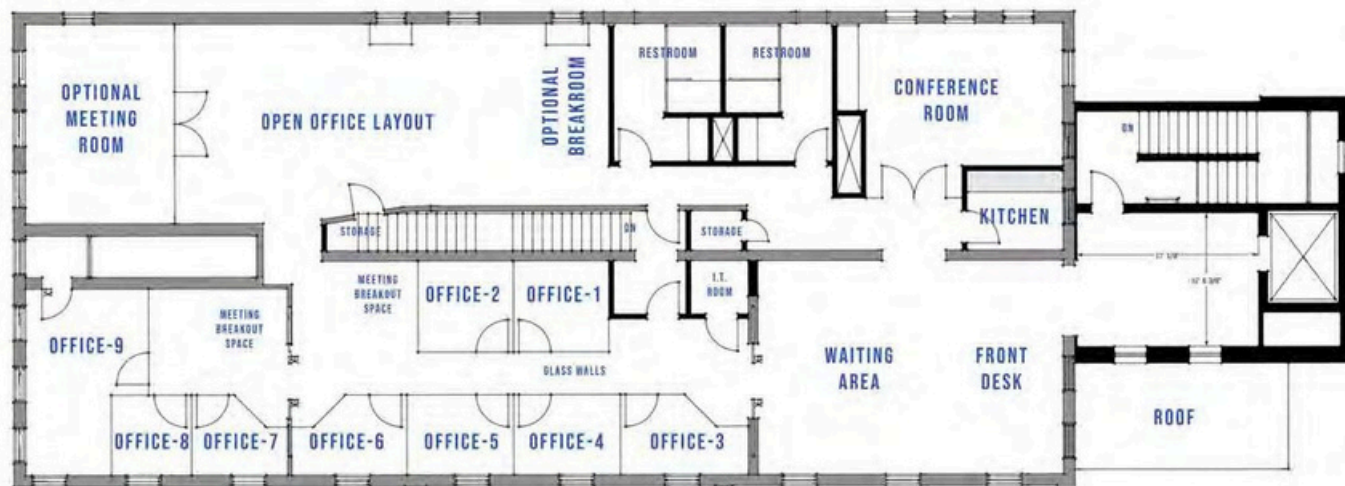 OPTIONAL
MEETING
ROOM
OPEN OFFICE LAYOUT
OPTIONAL
BREAKROOM
RESTROOM
RESTROOM
CONFERENCE
ROOM
DN
KITCHEN
STORAGE
DN
STORAGE
I.T.
ROOM
MEETING
BREAKOUT
SPACE
OFFICE-2
OFFICE-1
MEETING
BREAKOUT
SPACE
OFFICE-9
GLASS WALLS
WAITING
AREA
FRONT
DESK
ROOF
OFFICE-8
OFFICE-7
OFFICE-6
OFFICE-5
OFFICE-4
OFFICE-3